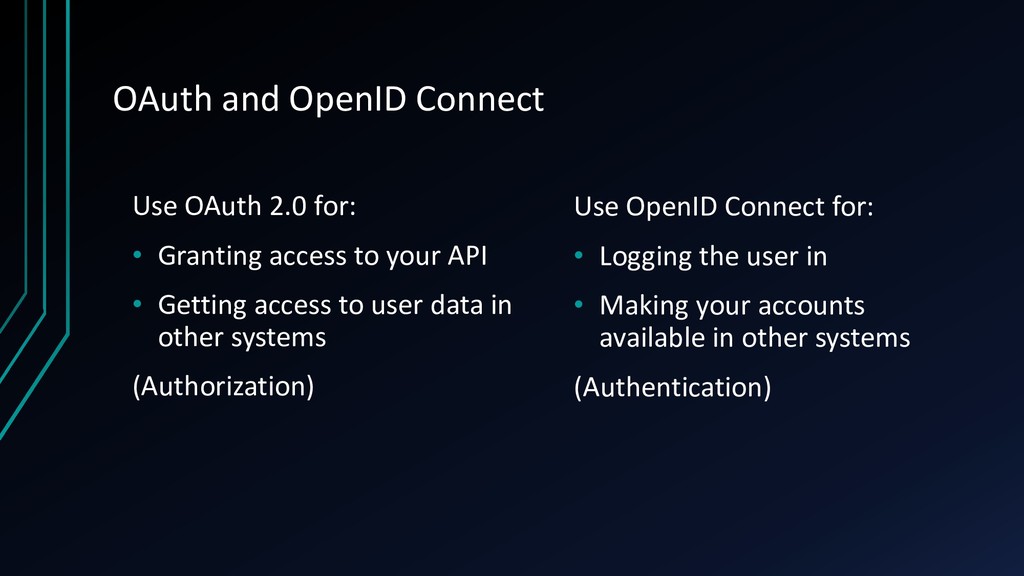 OAuth and OpenID Connect
Use OAuth 2.0 for:
• Granting access to your API
• Getting access to user data in
other systems
(Authorization)
Use OpenID Connect for:
• Logging the user in
• Making your accounts
available in other systems
(Authentication)